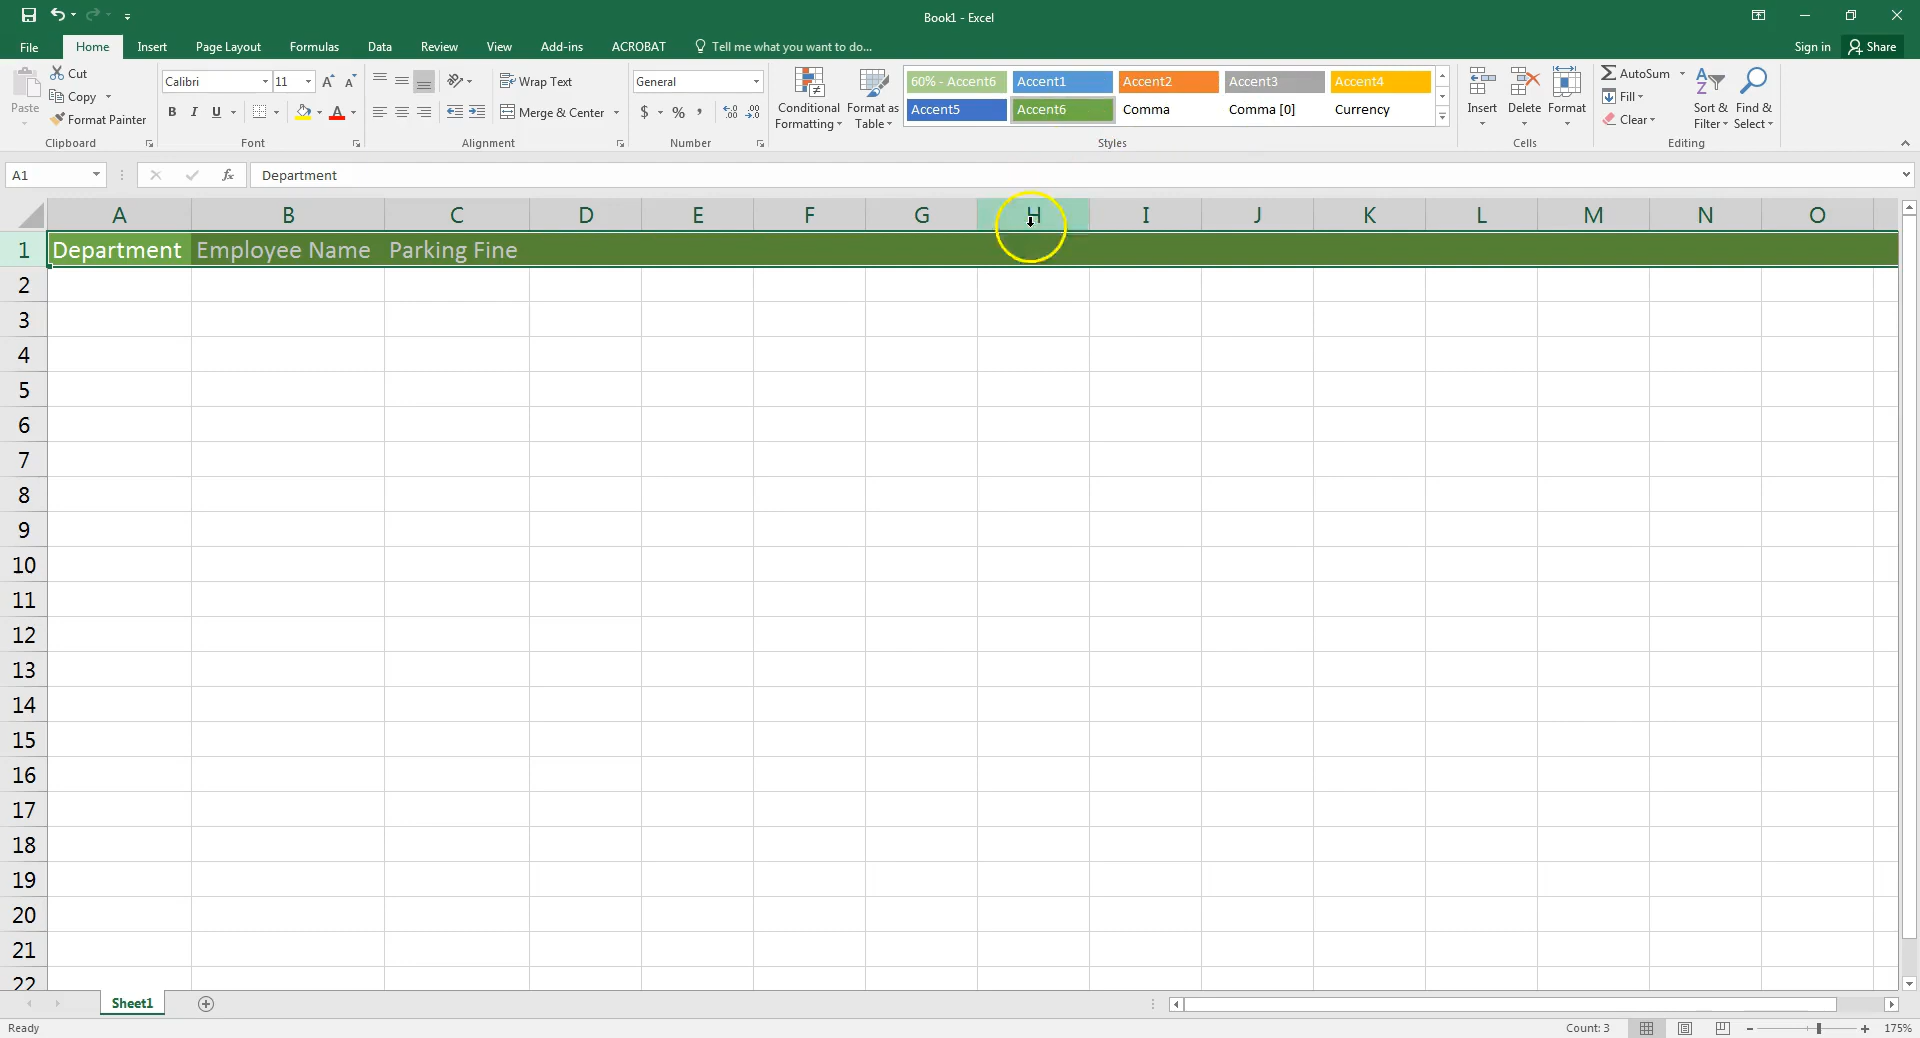 Book1 - Excel
File Home Insert Page Layout Formulas Data Review View Add-ins ACROBAT Tell me what you want to do... Sign in Share
Paste
Cut
Copy
Format Painter
Clipboard
Calibri 11 A A
B I U A
Font
Wrap Text
Merge & Center
Alignment
General
$ % , .00 .00
Number
Conditional Formatting
Format as Table
60% - Accent6 Accent1 Accent2 Accent3 Accent4
Accent5 Accent6 Comma Comma [0] Currency
Styles
Insert Delete Format
Cells
AutoSum
Fill
Clear
Sort & Filter
Find & Select
Editing
A1 fx Department
A B C D E F G H I J K L M N O
1 Department Employee Name Parking Fine
2
3
4
5
6
7
8
9
10
11
12
13
14
15
16
17
18
19
20
21
22
Sheet1
Ready Count: 3 175%